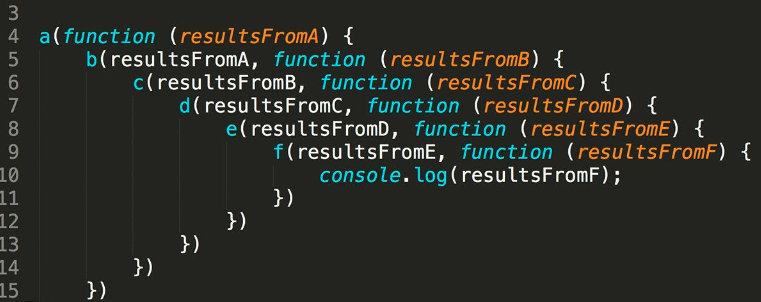 3
4 a(function (resultsFromA) {
5     b(resultsFromA, function (resultsFromB) {
6         c(resultsFromB, function (resultsFromC) {
7             d(resultsFromC, function (resultsFromD) {
8                 e(resultsFromD, function (resultsFromE) {
9                     f(resultsFromE, function (resultsFromF) {
10                         console.log(resultsFromF);
11                     })
12                 })
13             })
14         })
15     })